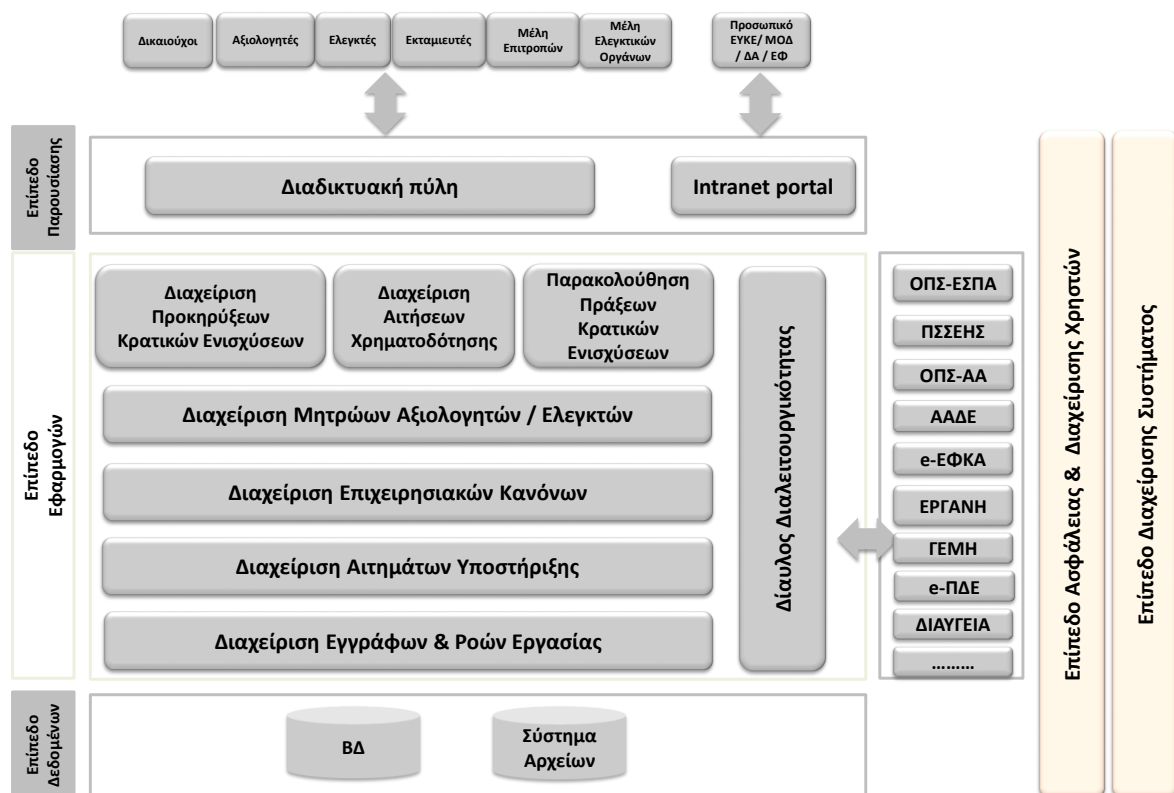 Δικαιούχοι
Αξιολογητές
Ελεγκτές
Εκταμιευτές
Μέλη
Επιτροπών
Μέλη
Ελεγκτικών
Οργάνων
Προσωπικό
ΕΥΚΕ/ ΜΟΔ
/ ΔΑ / ΕΦ
Επίπεδο
Παρουσίασης
Διαδικτυακή πύλη
Intranet portal
Επίπεδο
Εφαρμογών
Διαχείριση
Προκηρύξεων
Κρατικών Ενισχύσεων
Διαχείριση
Αιτήσεων
Χρηματοδότησης
Παρακολούθηση
Πράξεων
Κρατικών
Ενισχύσεων
Διαχείριση Μητρώων Αξιολογητών / Ελεγκτών
Διαχείριση Επιχειρησιακών Κανόνων
Διαχείριση Αιτημάτων Υποστήριξης
Διαχείριση Εγγράφων & Ροών Εργασίας
Δίαυλος Διαλειτουργικότητας
ΟΠΣ-ΕΣΠΑ
ΠΣΣΕΗΣ
ΟΠΣ-ΑΑ
ΑΑΔΕ
e-ΕΦΚΑ
ΕΡΓΑΝΗ
ΓΕΜΗ
e-ΠΔΕ
ΔΙΑΥΓΕΙΑ
………
Επίπεδο Ασφάλειας & Διαχείρισης Χρηστών
Επίπεδο Διαχείρισης Συστήματος
Επίπεδο
Δεδομένων
ΒΔ
Σύστημα
Αρχείων